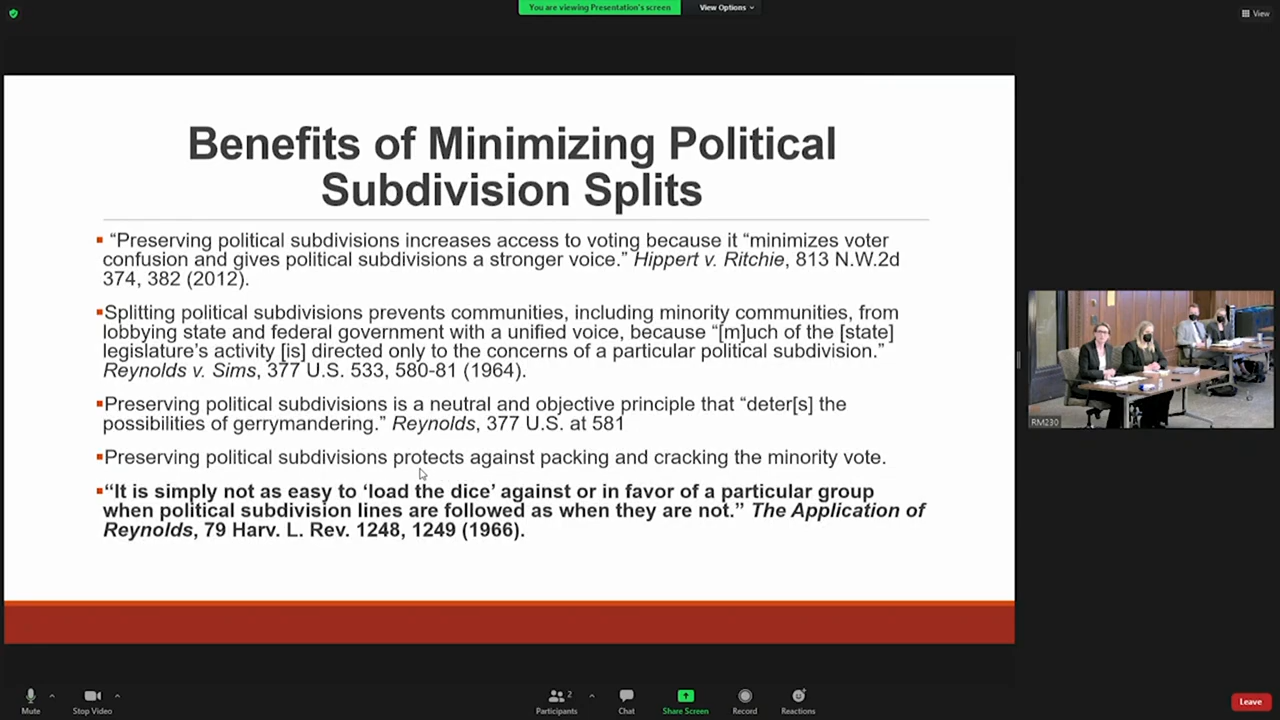 You are viewing Presentation's screen
View Options
View
Benefits of Minimizing Political
Subdivision Splits
“Preserving political subdivisions increases access to voting because it “minimizes voter
confusion and gives political subdivisions a stronger voice.” Hippert v. Ritchie, 813 N.W.2d
374, 382 (2012).
Splitting political subdivisions prevents communities, including minority communities, from
lobbying state and federal government with a unified voice, because “[m]uch of the [state]
legislature’s activity [is] directed only to the concerns of a particular political subdivision.”
Reynolds v. Sims, 377 U.S. 533, 580-81 (1964).
Preserving political subdivisions is a neutral and objective principle that “deter[s] the
possibilities of gerrymandering.” Reynolds, 377 U.S. at 581
Preserving political subdivisions protects against packing and cracking the minority vote.
“It is simply not as easy to ‘load the dice’ against or in favor of a particular group
when political subdivision lines are followed as when they are not.” The Application of
Reynolds, 79 Harv. L. Rev. 1248, 1249 (1966).
RM230
Mute
Stop Video
Participants 2
Chat
Share Screen
Record
Reactions
Leave